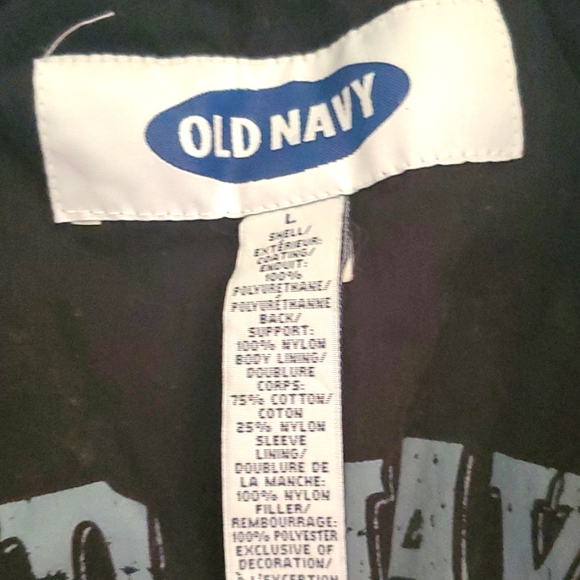 OLD NAVY
L
SHELL/
EXTÉRIEUR:
COATING/
ENDUIT:
100%
POLYURETHANE/
POLYURÉTHANNE
BACK/
SUPPORT:
100% NYLON
BODY LINING/
DOUBLURE
CORPS:
75% COTTON/
COTON
25% NYLON
SLEEVE
LINING/
DOUBLURE DE
LA MANCHE:
100% NYLON
FILLER/
REMBOURRAGE:
100% POLYESTER
EXCLUSIVE OF
DECORATION/
À L'EXCEPTION